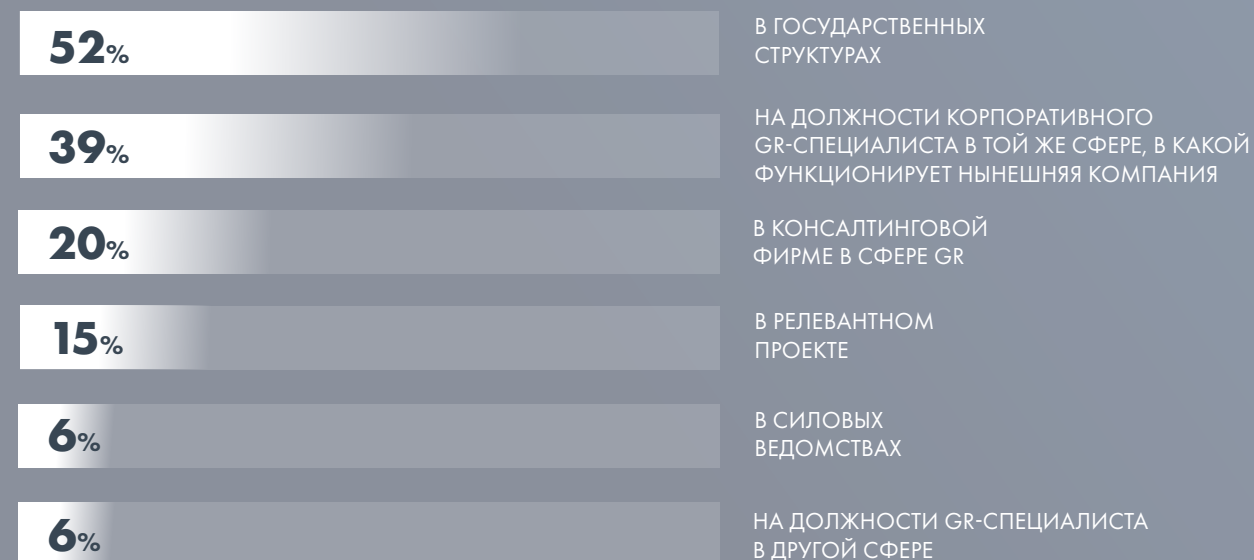 52%
В ГОСУДАРСТВЕННЫХ
СТРУКТУРАХ
39%
НА ДОЛЖНОСТИ КОРПОРАТИВНОГО
GR-СПЕЦИАЛИСТА В ТОЙ ЖЕ СФЕРЕ, В КАКОЙ
ФУНКЦИОНИРУЕТ НЫНЕШНЯЯ КОМПАНИЯ
20%
В КОНСАЛТИНГОВОЙ
ФИРМЕ В СФЕРЕ GR
15%
В РЕЛЕВАНТНОМ
ПРОЕКТЕ
6%
В СИЛОВЫХ
ВЕДОМСТВАХ
6%
НА ДОЛЖНОСТИ GR-СПЕЦИАЛИСТА
В ДРУГОЙ СФЕРЕ